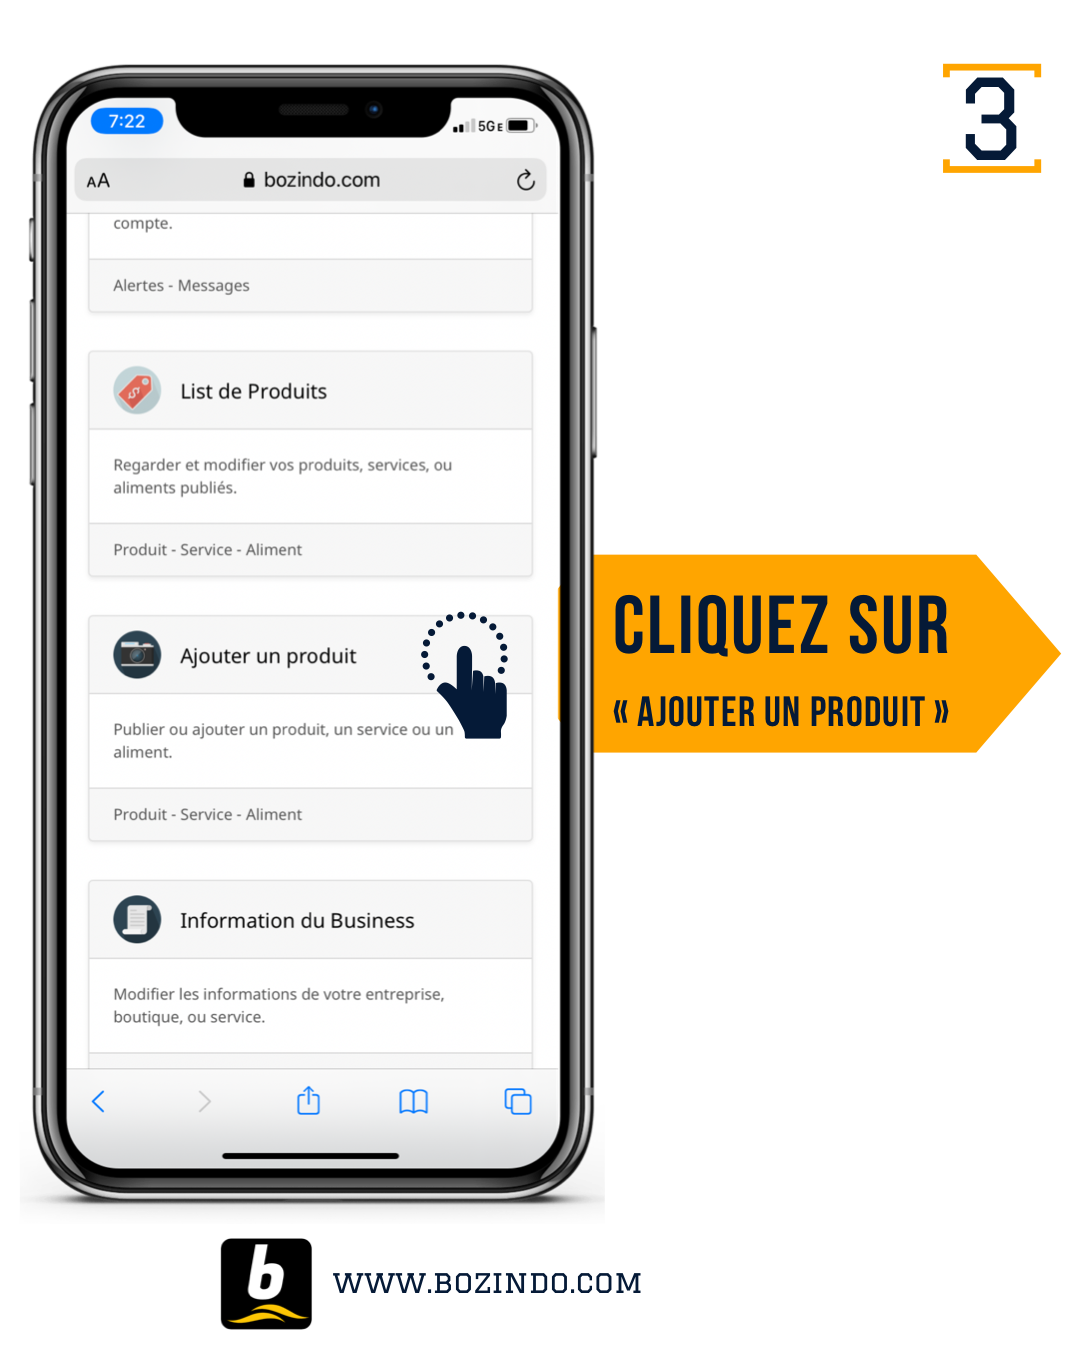 3
7:22
5G E
AA
bozindo.com
compte.
Alertes - Messages
List de Produits
Regarder et modifier vos produits, services, ou
aliments publiés.
Produit - Service - Aliment
Ajouter un produit
Publier ou ajouter un produit, un service ou un
aliment.
Produit - Service - Aliment
CLIQUEZ SUR
« AJOUTER UN PRODUIT »
Information du Business
Modifier les informations de votre entreprise,
boutique, ou service.
b
WWW.BOZINDO.COM